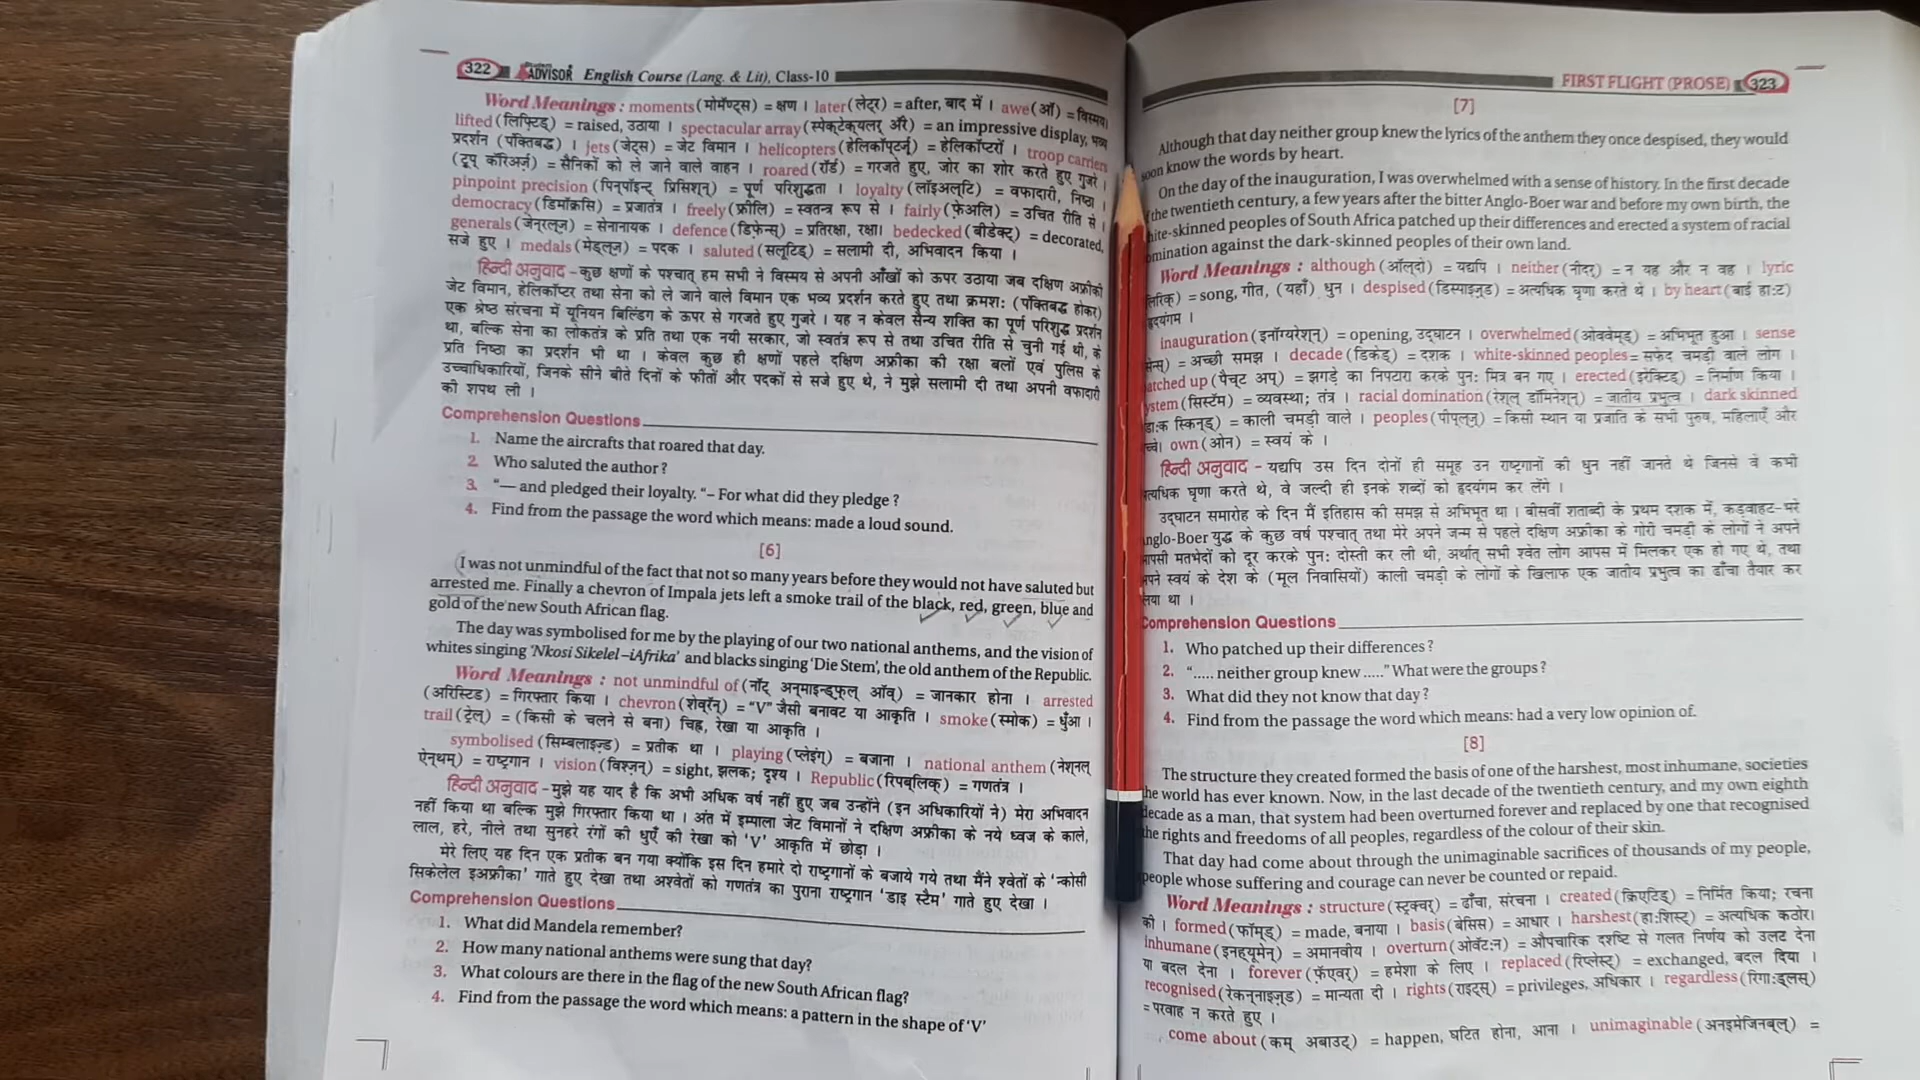 322 Student ADVISOR English Course (Lang. & Lit), Class-10
Word Meanings : moments (मोमॅण्ट्स) = क्षण । later (लेट्र) = after, बाद में । awe (ऑ) = विस्मय।
lifted (लिफ़्टिड्) = raised, उठाया । spectacular array (स्पेक्टेक्यलर् अॅरे) = an impressive display, भव्य
प्रदर्शन (पंक्तिबद्ध) । jets (जेट्स) = जेट विमान । helicopters (हेलिकॉप्टर्ज़्) = हेलिकॉप्टरों । troop carriers
(ट्रूप् कॅरिअर्ज़) = सैनिकों को ले जाने वाले वाहन । roared (रॉर्ड) = गरजते हुए, जोर का शोर करते हुए गुजरे ।
pinpoint precision (पिन्पॉइन्ट् प्रिसिश्न्) = पूर्ण परिशुद्धता । loyalty (लॉइअल्टि) = वफादारी, निष्ठा ।
democracy (डिमॉक्रसि) = प्रजातंत्र । freely (फ्रीलि) = स्वतन्त्र रूप से । fairly (फ़ेअलि) = उचित रीति से ।
generals (जेन्रल्ज़) = सेनानायक । defence (डिफ़ेन्स्) = प्रतिरक्षा, रक्षा। bedecked (बीडेक्ट्) = decorated,
सजे हुए । medals (मेड्ल्ज़) = पदक । saluted (सलूटिड्) = सलामी दी, अभिवादन किया ।
हिन्दी अनुवाद – कुछ क्षणों के पश्चात् हम सभी ने विस्मय से अपनी आँखों को ऊपर उठाया जब दक्षिण अफ्रीकी
जेट विमान, हेलिकॉप्टर तथा सेना को ले जाने वाले विमान एक भव्य प्रदर्शन करते हुए तथा क्रमशः (पंक्तिबद्ध होकर)
एक श्रेष्ठ संरचना में यूनियन बिल्डिंग के ऊपर से गरजते हुए गुजरे । यह न केवल सैन्य शक्ति का पूर्ण परिशुद्ध प्रदर्शन
था, बल्कि सेना का लोकतंत्र के प्रति तथा एक नयी सरकार, जो स्वतंत्र रूप से तथा उचित रीति से चुनी गई थी, के
प्रति निष्ठा का प्रदर्शन भी था । केवल कुछ ही क्षणों पहले दक्षिण अफ्रीका की रक्षा बलों एवं पुलिस के
उच्चाधिकारियों, जिनके सीने बीते दिनों के फीतों और पदकों से सजे हुए थे, ने मुझे सलामी दी तथा अपनी वफादारी
की शपथ ली ।
Comprehension Questions
1. Name the aircrafts that roared that day.
2. Who saluted the author?
3. “— and pledged their loyalty. “– For what did they pledge ?
4. Find from the passage the word which means: made a loud sound.
[6]
I was not unmindful of the fact that not so many years before they would not have saluted but
arrested me. Finally a chevron of Impala jets left a smoke trail of the black, red, green, blue and
gold of the new South African flag.
The day was symbolised for me by the playing of our two national anthems, and the vision of
whites singing ‘Nkosi Sikelel –iAfrika’ and blacks singing ‘Die Stem’, the old anthem of the Republic.
Word Meanings : not unmindful of (नॉट् अन्माइन्ड्फुल् ऑव्) = जानकार होना । arrested
(अरिस्टिड = गिरफ्तार किया । chevron (शेव्रॅन्) = “V” जैसी बनावट या आकृति । smoke (स्मोक) = धुँआ ।
trail (ट्रेल्) = (किसी के चलने से बना) चिह्न, रेखा या आकृति ।
symbolised (सिम्बलाइज़्ड) = प्रतीक था । playing (प्लेइंग्) = बजाना । national anthem (नेश्नल्
ऐन्थम्) = राष्ट्रगान । vision (विश्ज़न्) = sight, झलक; दृश्य । Republic (रिपब्लिक्) = गणतंत्र ।
हिन्दी अनुवाद – मुझे यह याद है कि अभी अधिक वर्ष नहीं हुए जब उन्होंने (इन अधिकारियों ने) मेरा अभिवादन
नहीं किया था बल्कि मुझे गिरफ्तार किया था । अंत में इम्पाला जेट विमानों ने दक्षिण अफ्रीका के नये ध्वज के काले,
लाल, हरे, नीले तथा सुनहरे रंगों की धुएँ की रेखा को ‘V’ आकृति में छोड़ा ।
मेरे लिए यह दिन एक प्रतीक बन गया क्योंकि इस दिन हमारे दो राष्ट्रगानों के बजाये गये तथा मैंने श्वेतों के ‘न्कोसी
सिकेलेल इअफ्रीका’ गाते हुए देखा तथा अश्वेतों को गणतंत्र का पुराना राष्ट्रगान ‘डाइ स्टैम’ गाते हुए देखा ।
Comprehension Questions
1. What did Mandela remember?
2. How many national anthems were sung that day?
3. What colours are there in the flag of the new South African flag?
4. Find from the passage the word which means: a pattern in the shape of ‘V’
FIRST FLIGHT (PROSE) 323
[7]
Although that day neither group knew the lyrics of the anthem they once despised, they would
soon know the words by heart.
On the day of the inauguration, I was overwhelmed with a sense of history. In the first decade
the twentieth century, a few years after the bitter Anglo-Boer war and before my own birth, the
hite-skinned peoples of South Africa patched up their differences and erected a system of racial
omination against the dark-skinned peoples of their own land.
Word Meanings : although (ऑल्दो) = यद्यपि । neither (नीदर्) = न यह और न वह । lyric
लिरिक्) = song, गीत, (यहाँ) धुन । despised (डिस्पाइज़्ड) = अत्यधिक घृणा करते थे । by heart (बाई हाःट)
हृदयंगम ।
inauguration (इनॉग्यरेश्न्) = opening, उद्घाटन । overwhelmed (ओववेम्ड्) = अभिभूत हुआ । sense
सेन्स्) = अच्छी समझ । decade (डिकेड्) = दशक । white-skinned peoples = सफेद चमड़ी वाले लोग ।
atched up (पैच्ट अप्) = झगड़े का निपटारा करके पुनः मित्र बन गए । erected (इरेक्टिड्) = निर्माण किया ।
ystem (सिस्टॅम) = व्यवस्था; तंत्र । racial domination (रेश्ल् डॉमिनेश्न्) = जातीय प्रभुत्व । dark skinned
डाःक स्किनड्) = काली चमड़ी वाले । peoples (पीपल्ज़्) = किसी स्थान या प्रजाति के सभी पुरुष, महिलाएँ और
च्चे। own (ओन) = स्वयं के ।
हिन्दी अनुवाद – यद्यपि उस दिन दोनों ही समूह उन राष्ट्रगानों की धुन नहीं जानते थे जिनसे वे कभी
त्यधिक घृणा करते थे, वे जल्दी ही इनके शब्दों को हृदयंगम कर लेंगे ।
उद्घाटन समारोह के दिन मैं इतिहास की समझ से अभिभूत था । बीसवीं शताब्दी के प्रथम दशक में, कड़वाहट-भरे
Anglo-Boer युद्ध के कुछ वर्ष पश्चात् तथा मेरे अपने जन्म से पहले दक्षिण अफ्रीका के गोरी चमड़ी के लोगों ने अपने
पसी मतभेदों को दूर करके पुनः दोस्ती कर ली थी, अर्थात् सभी श्वेत लोग आपस में मिलकर एक हो गए थे, तथा
पने स्वयं के देश के (मूल निवासियों) काली चमड़ी के लोगों के खिलाफ एक जातीय प्रभुत्व का ढाँचा तैयार कर
लया था ।
Comprehension Questions
1. Who patched up their differences?
2. “..... neither group knew .....” What were the groups?
3. What did they not know that day?
4. Find from the passage the word which means: had a very low opinion of.
[8]
The structure they created formed the basis of one of the harshest, most inhumane, societies
the world has ever known. Now, in the last decade of the twentieth century, and my own eighth
decade as a man, that system had been overturned forever and replaced by one that recognised
the rights and freedoms of all peoples, regardless of the colour of their skin.
That day had come about through the unimaginable sacrifices of thousands of my people,
people whose suffering and courage can never be counted or repaid.
Word Meanings : structure (स्ट्रक्चर्) = ढाँचा, संरचना । created (क्रिएटिड्) = निर्मित किया; रचना
की । formed (फॉम्ड्) = made, बनाया । basis (बेसिस) = आधार । harshest (हाःशिस्ट्) = अत्यधिक कठोर।
inhumane (इनह्यूमेन्) = अमानवीय । overturn (ओवॅटःन) = औपचारिक दृष्टि से गलत निर्णय को उलट देना
या बदल देना । forever (फ़ॅएवर्) = हमेशा के लिए । replaced (रिप्लेस्ट्) = exchanged, बदल दिया ।
recognised (रेकन्नाइज़्ड) = मान्यता दी । rights (राइट्स्) = privileges, अधिकार । regardless (रिगाःड्लस्)
= परवाह न करते हुए ।
come about (कम् अबाउट्) = happen, घटित होना, आना । unimaginable (अनइमेजिनब्ल्) =